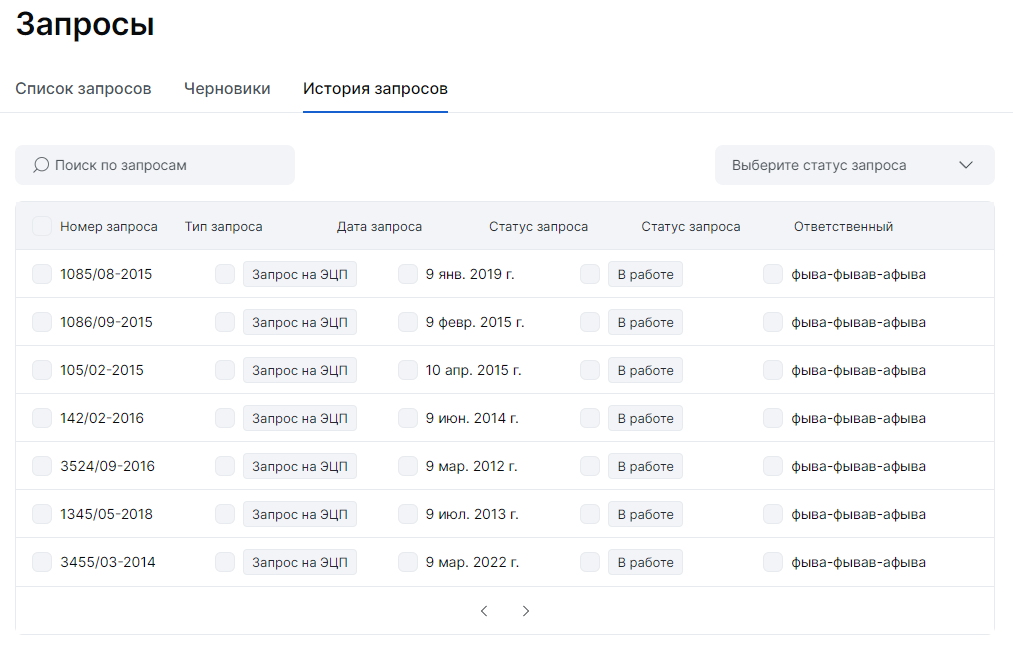 Запросы
Список запросов Черновики История запросов
Поиск по запросам Выберите статус запроса
Номер запроса Тип запроса Дата запроса Статус запроса Статус запроса Ответственный
1085/08-2015 Запрос на ЭЦП 9 янв. 2019 г. В работе фыва-фывав-афыва
1086/09-2015 Запрос на ЭЦП 9 февр. 2015 г. В работе фыва-фывав-афыва
105/02-2015 Запрос на ЭЦП 10 апр. 2015 г. В работе фыва-фывав-афыва
142/02-2016 Запрос на ЭЦП 9 июн. 2014 г. В работе фыва-фывав-афыва
3524/09-2016 Запрос на ЭЦП 9 мар. 2012 г. В работе фыва-фывав-афыва
1345/05-2018 Запрос на ЭЦП 9 июл. 2013 г. В работе фыва-фывав-афыва
3455/03-2014 Запрос на ЭЦП 9 мар. 2022 г. В работе фыва-фывав-афыва